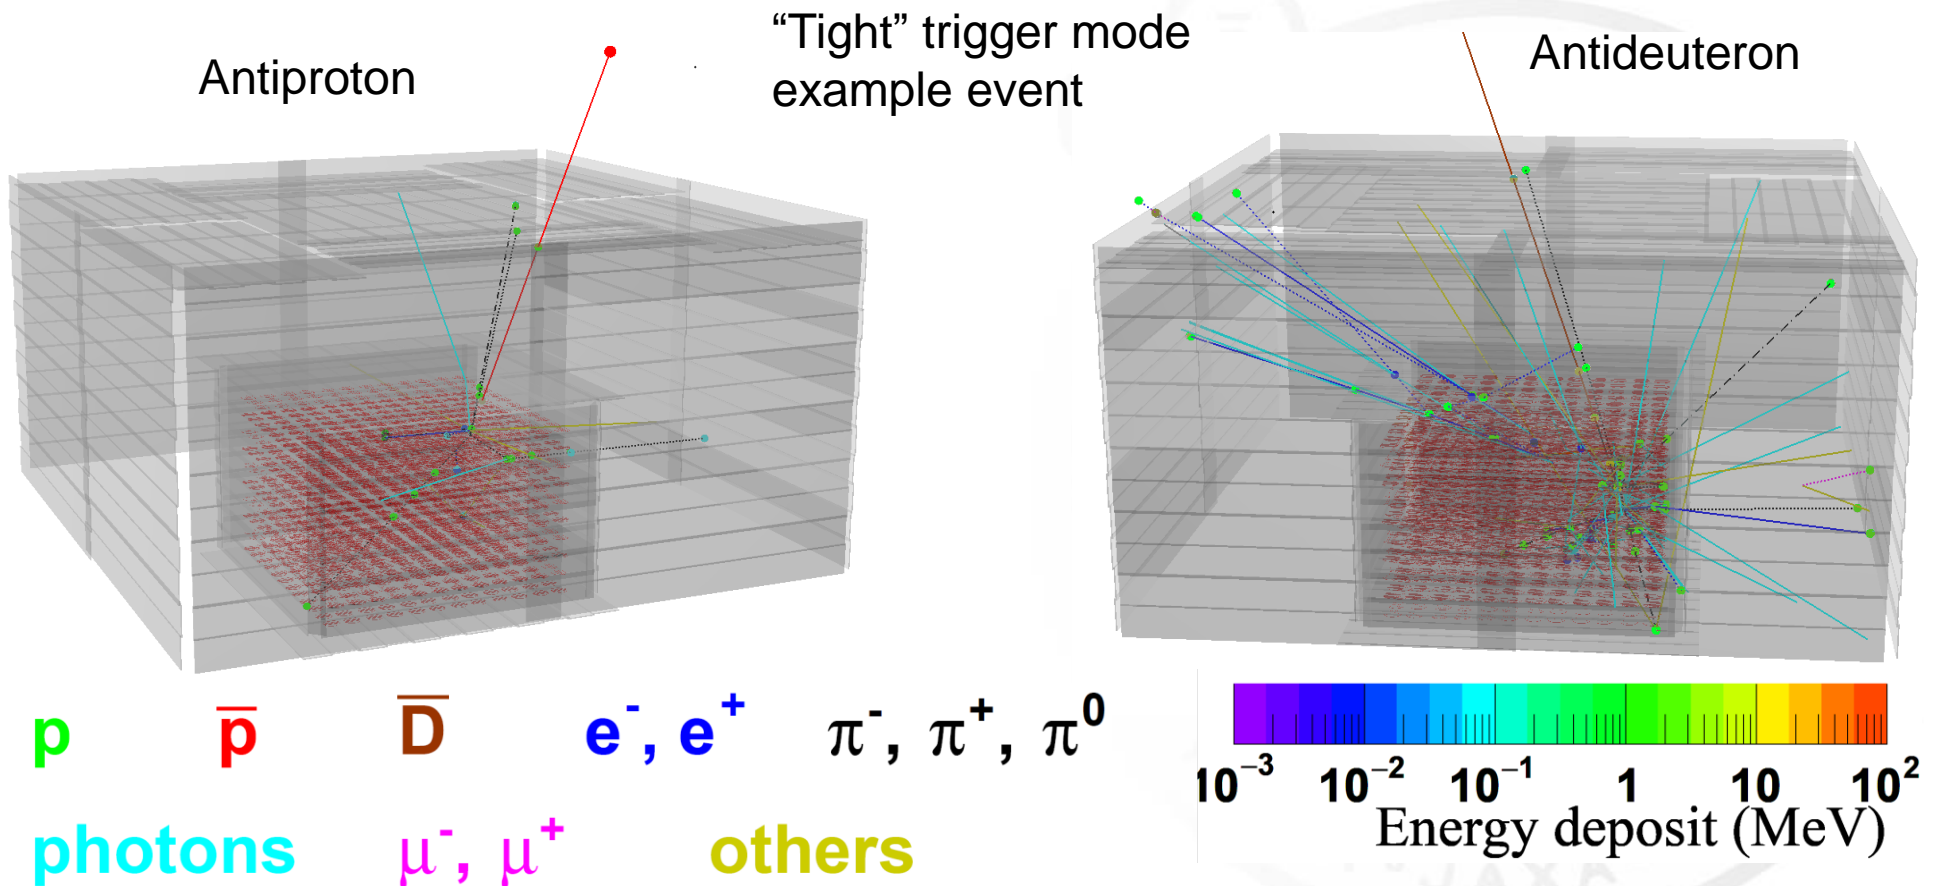 “Tight” trigger mode
example event
Antiproton
Antideuteron
p p̅ D̅ e⁻, e⁺ π⁻, π⁺, π⁰
photons μ⁻, μ⁺ others
10⁻³ 10⁻² 10⁻¹ 1 10 10²
Energy deposit (MeV)
JAXA